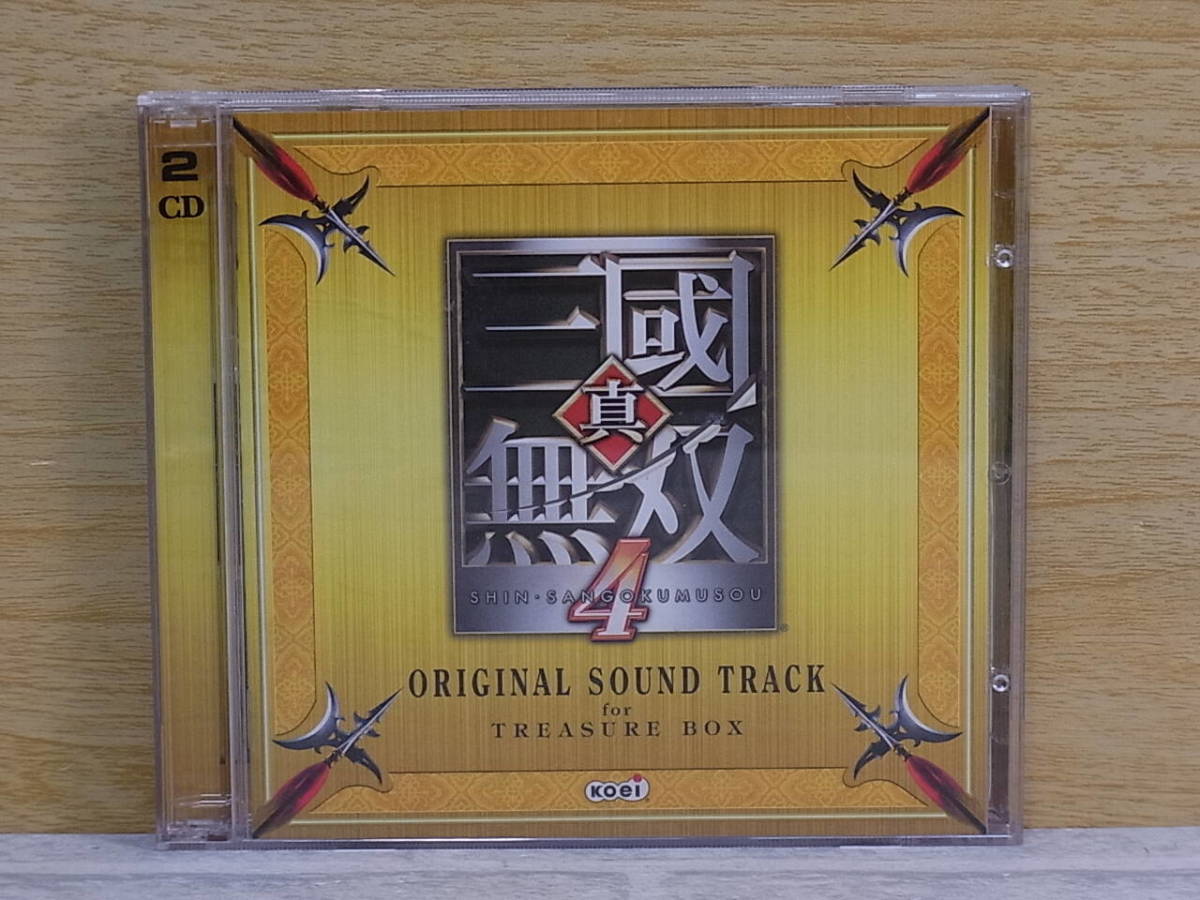 2
CD
三國
真
無双
4
SHIN・SANGOKUMUSOU
ORIGINAL SOUND TRACK
for
TREASURE BOX
KOEI